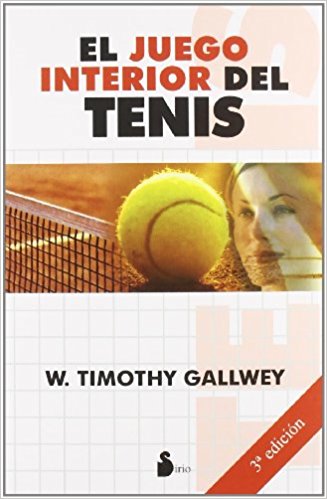 EL JUEGO
INTERIOR DEL
TENIS
W. TIMOTHY GALLWEY
3ª edición
Sirio